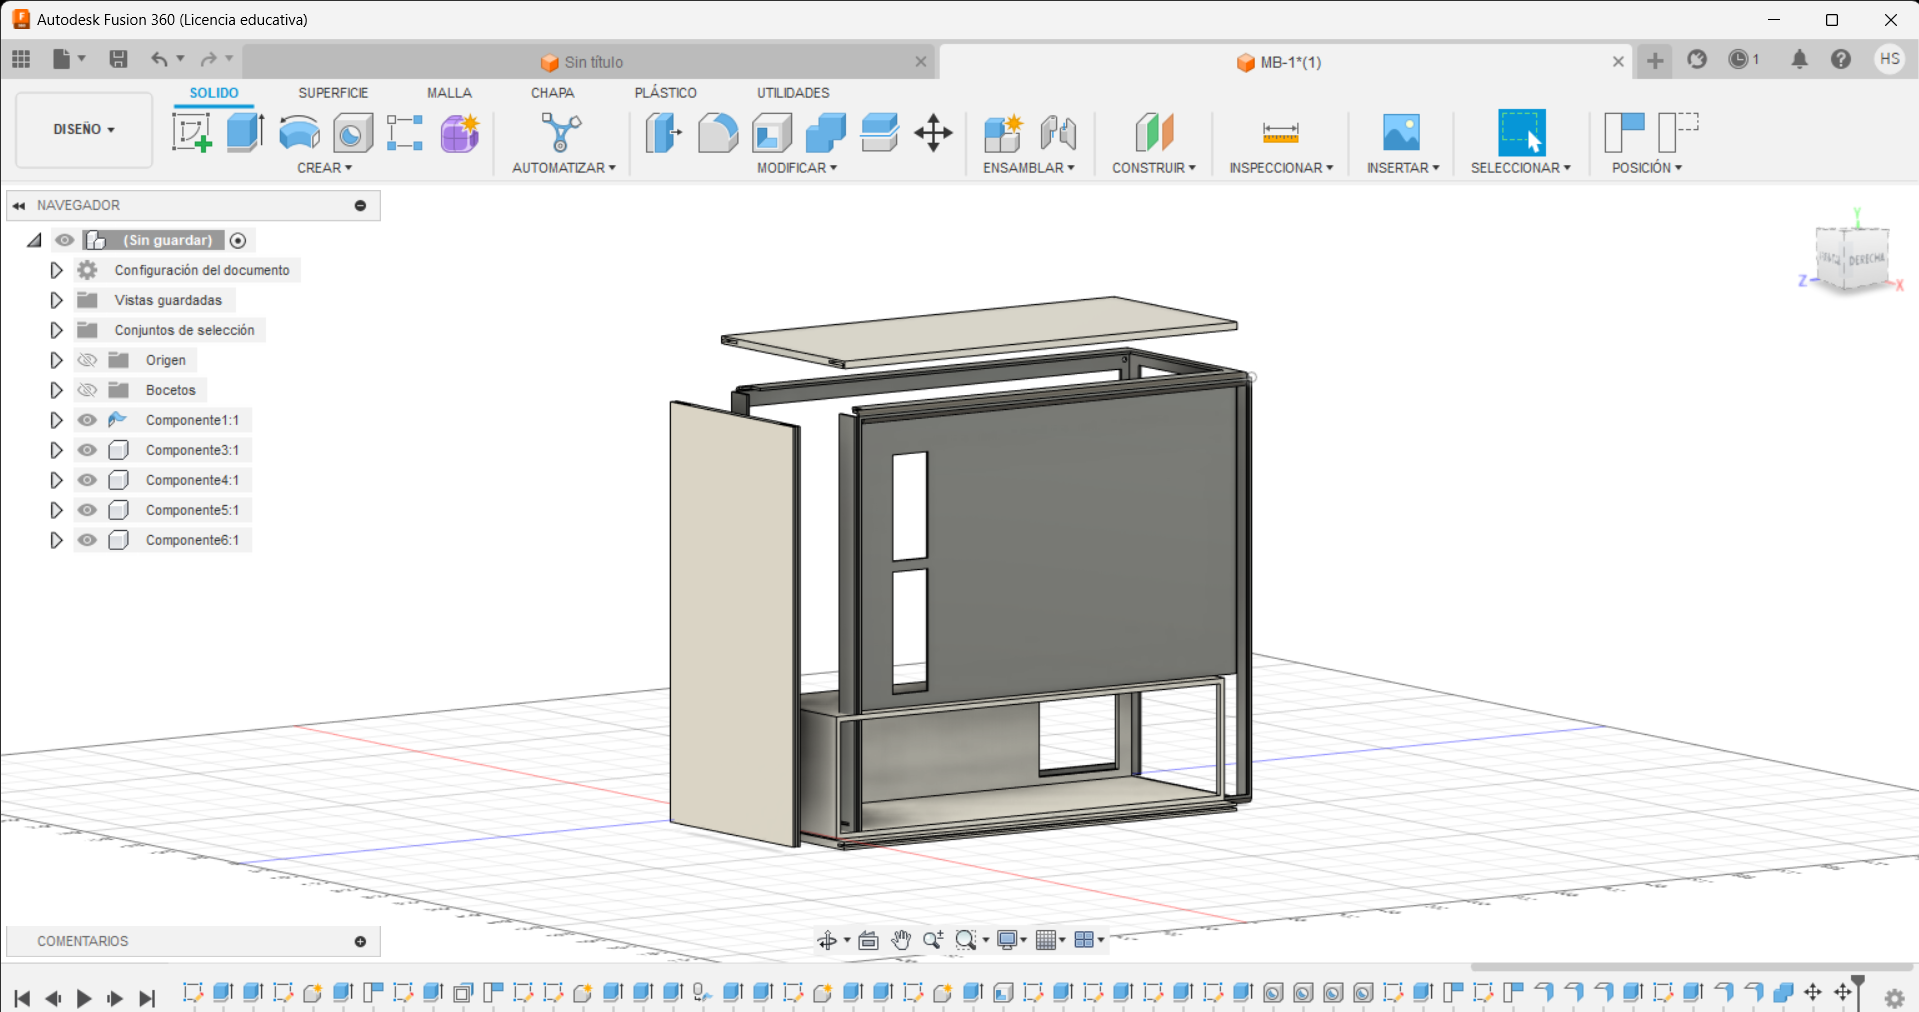 Autodesk Fusion 360 (Licencia educativa)
Sin título
MB-1*(1)
1
HS
DISEÑO
SOLIDO
SUPERFICIE
MALLA
CHAPA
PLÁSTICO
UTILIDADES
CREAR
AUTOMATIZAR
MODIFICAR
ENSAMBLAR
CONSTRUIR
INSPECCIONAR
INSERTAR
SELECCIONAR
POSICIÓN
NAVEGADOR
(Sin guardar)
Configuración del documento
Vistas guardadas
Conjuntos de selección
Origen
Bocetos
Componente1:1
Componente3:1
Componente4:1
Componente5:1
Componente6:1
Y
DERECHA
Z
X
COMENTARIOS